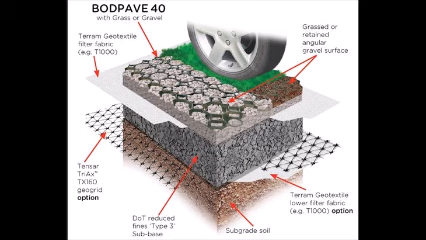 BODPAVE 40
with Grass or Gravel
Terram Geotextile
filter fabric
(e.g. T1000)
Grassed or
retained
angular
gravel surface
Tensar
TriAx™
TX160
geogrid
option
DoT reduced
fines 'Type 3'
Sub-base
Subgrade soil
Terram Geotextile
lower filter fabric
(e.g. T1000) option